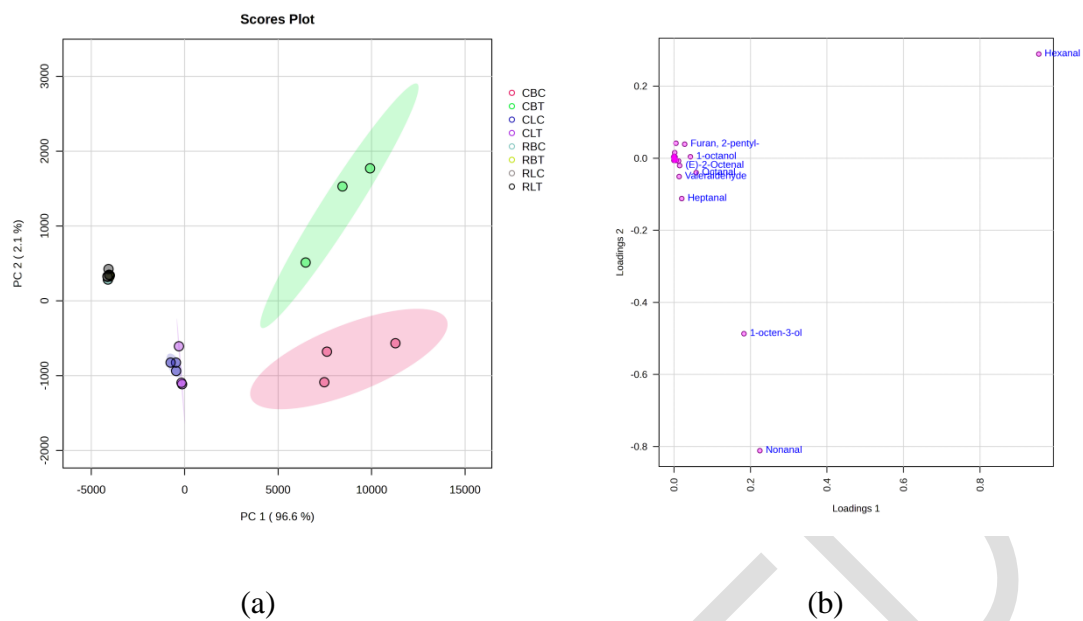 Scores Plot
3000
2000
1000
0
-1000
-2000
PC 2 ( 2.1 %)
-5000 0 5000 10000 15000
PC 1 ( 96.6 %)
CBC
CBT
CLC
CLT
RBC
RBT
RLC
RLT
(a)
Hexanal
0.2
Furan, 2-pentyl-
0.0
1-octanol
(E)-2-Octenal
Octanal
Valeraldehyde
Heptanal
-0.2
Loadings 2
-0.4
1-octen-3-ol
-0.6
-0.8
Nonanal
0.0 0.2 0.4 0.6 0.8
Loadings 1
(b)